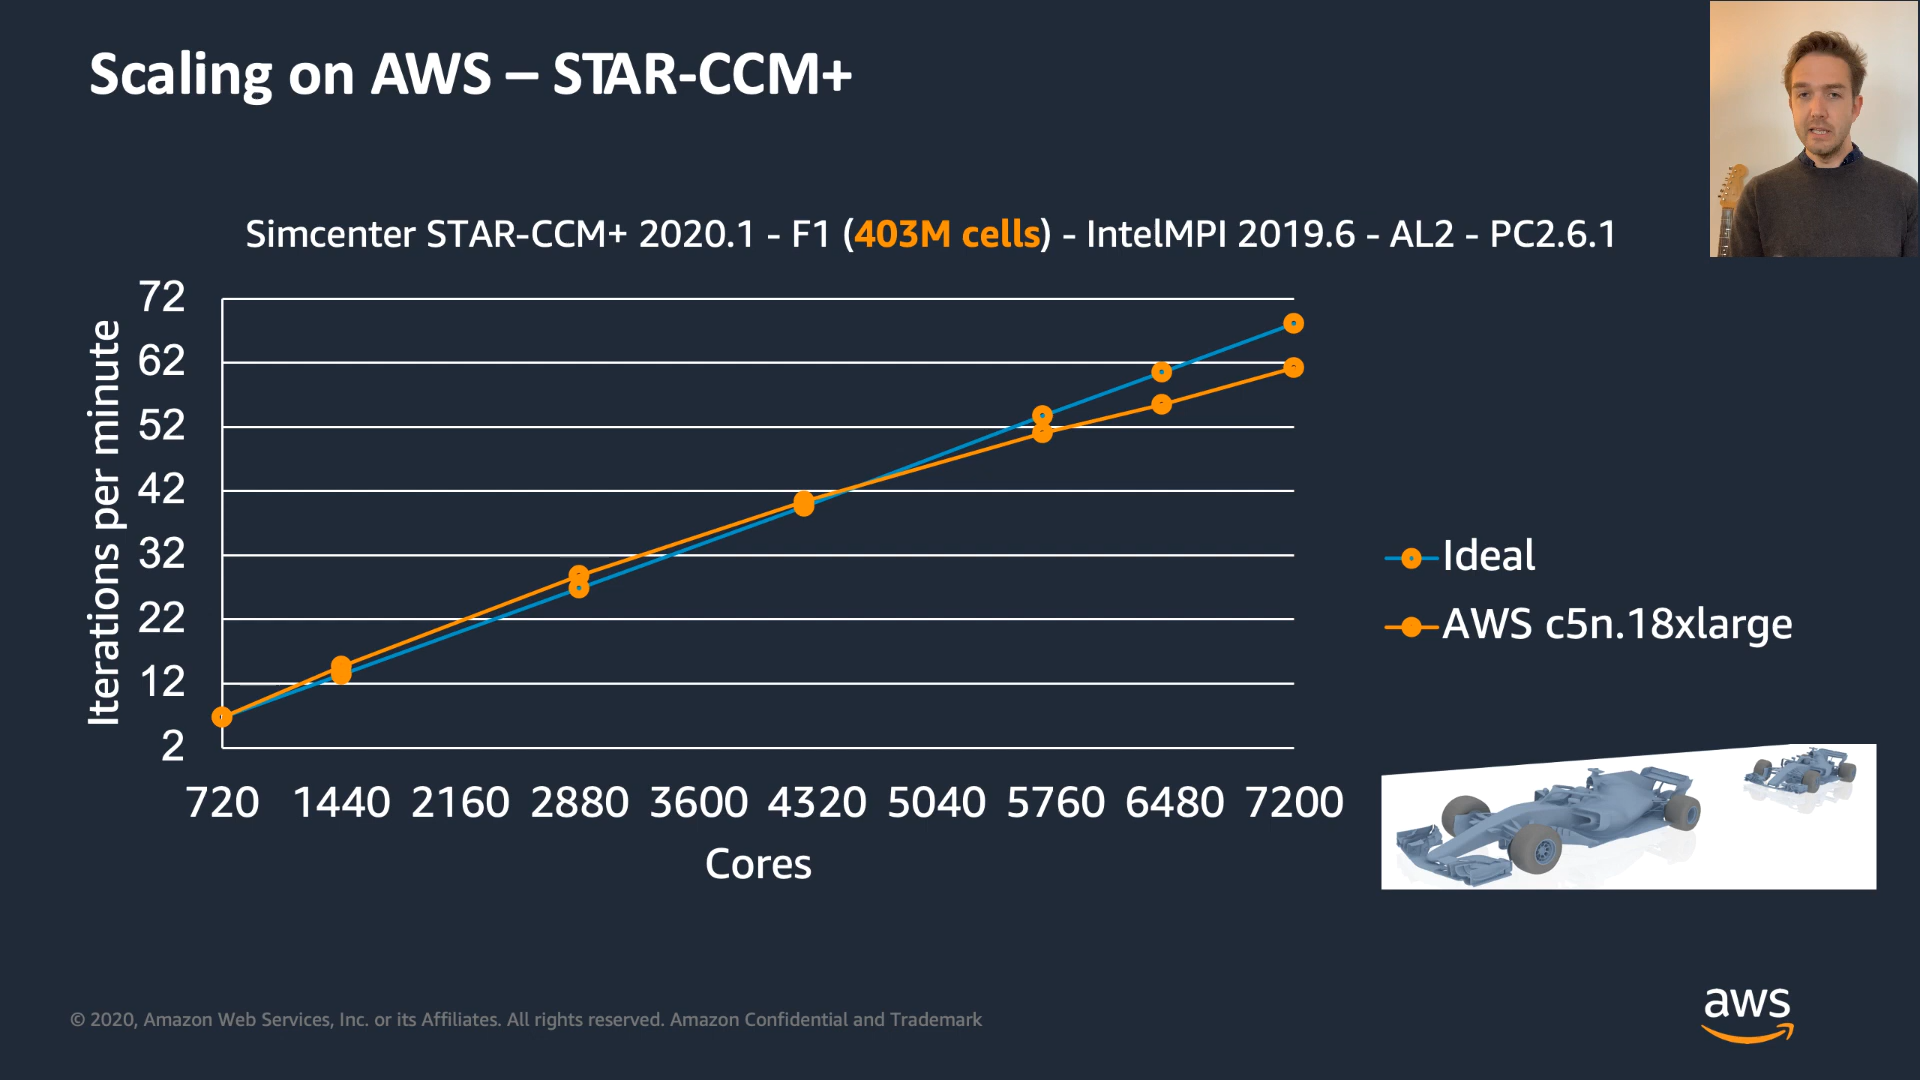 Scaling on AWS – STAR-CCM+
Simcenter STAR-CCM+ 2020.1 - F1 (403M cells) - IntelMPI 2019.6 - AL2 - PC2.6.1
Iterations per minute
72
62
52
42
32
22
12
2
720 1440 2160 2880 3600 4320 5040 5760 6480 7200
Cores
Ideal
AWS c5n.18xlarge
© 2020, Amazon Web Services, Inc. or its Affiliates. All rights reserved. Amazon Confidential and Trademark
aws